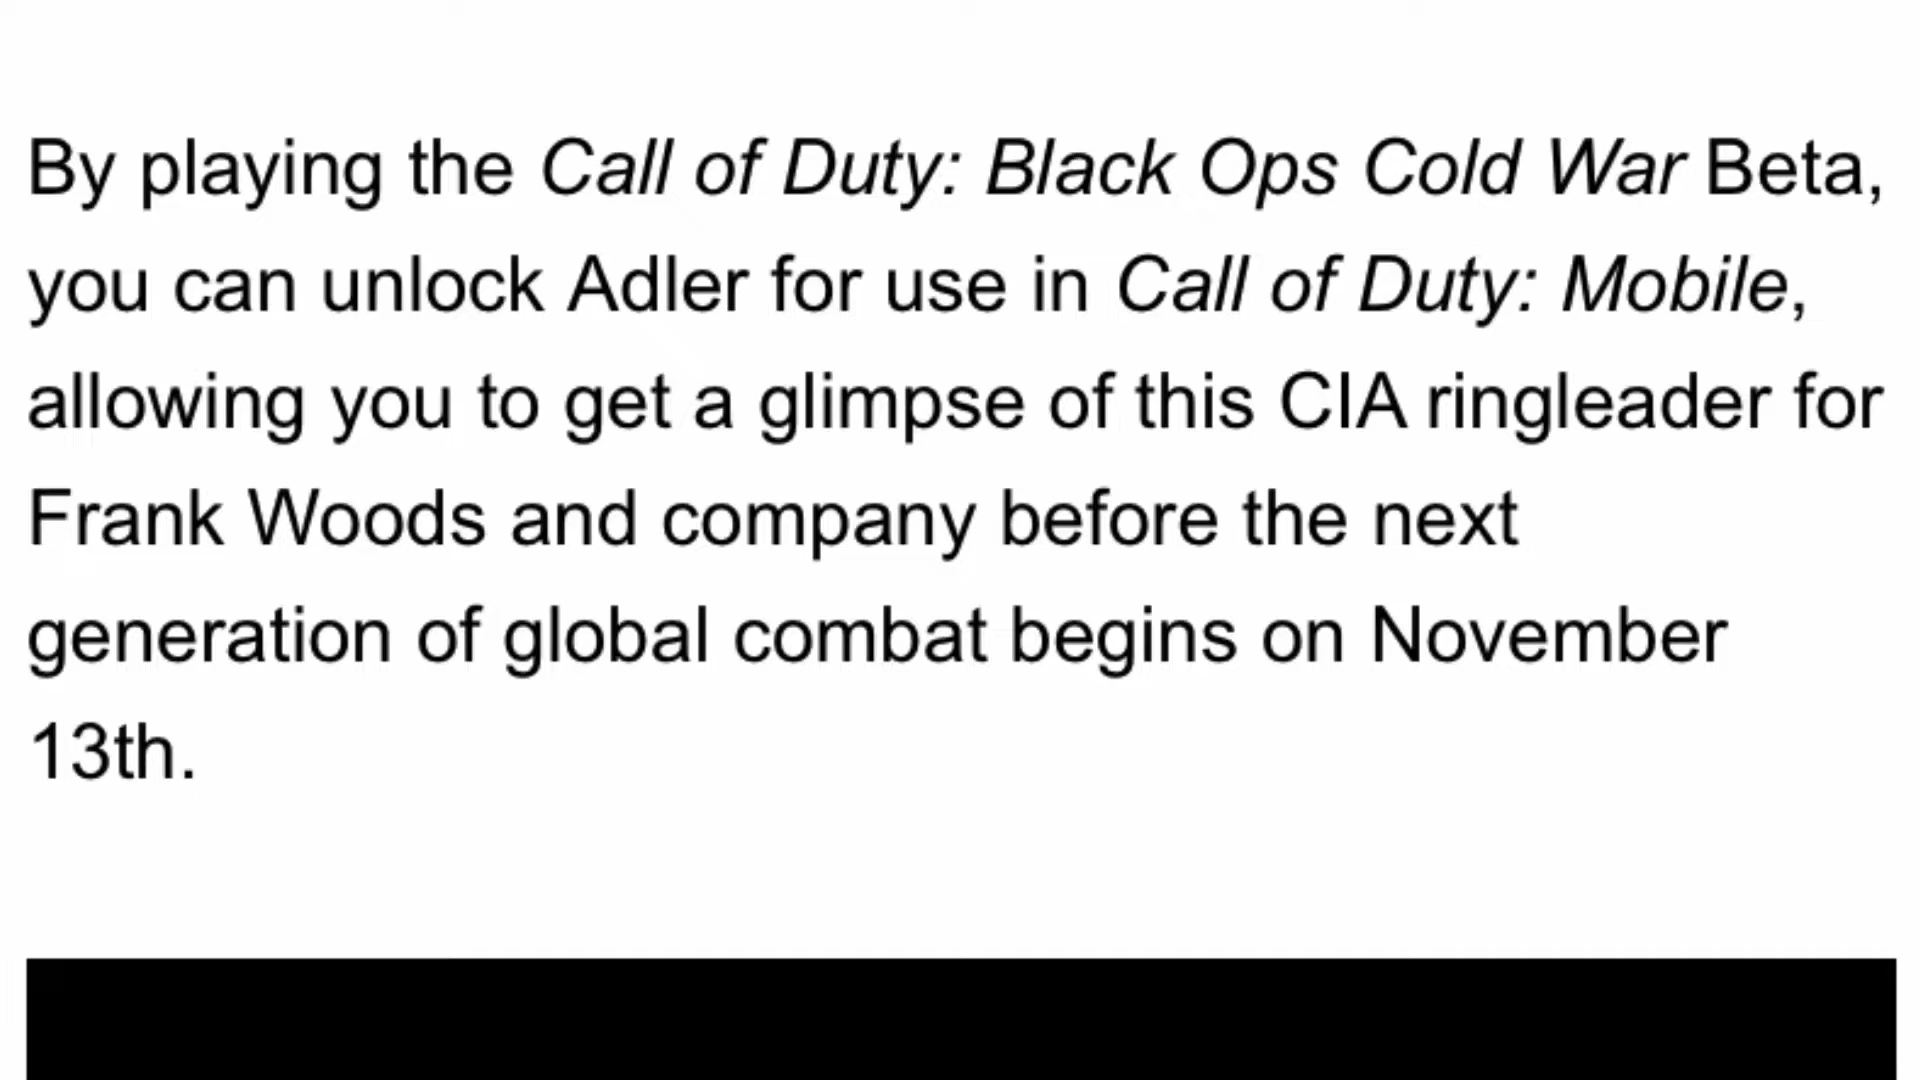 By playing the Call of Duty: Black Ops Cold War Beta,
you can unlock Adler for use in Call of Duty: Mobile,
allowing you to get a glimpse of this CIA ringleader for
Frank Woods and company before the next
generation of global combat begins on November
13th.